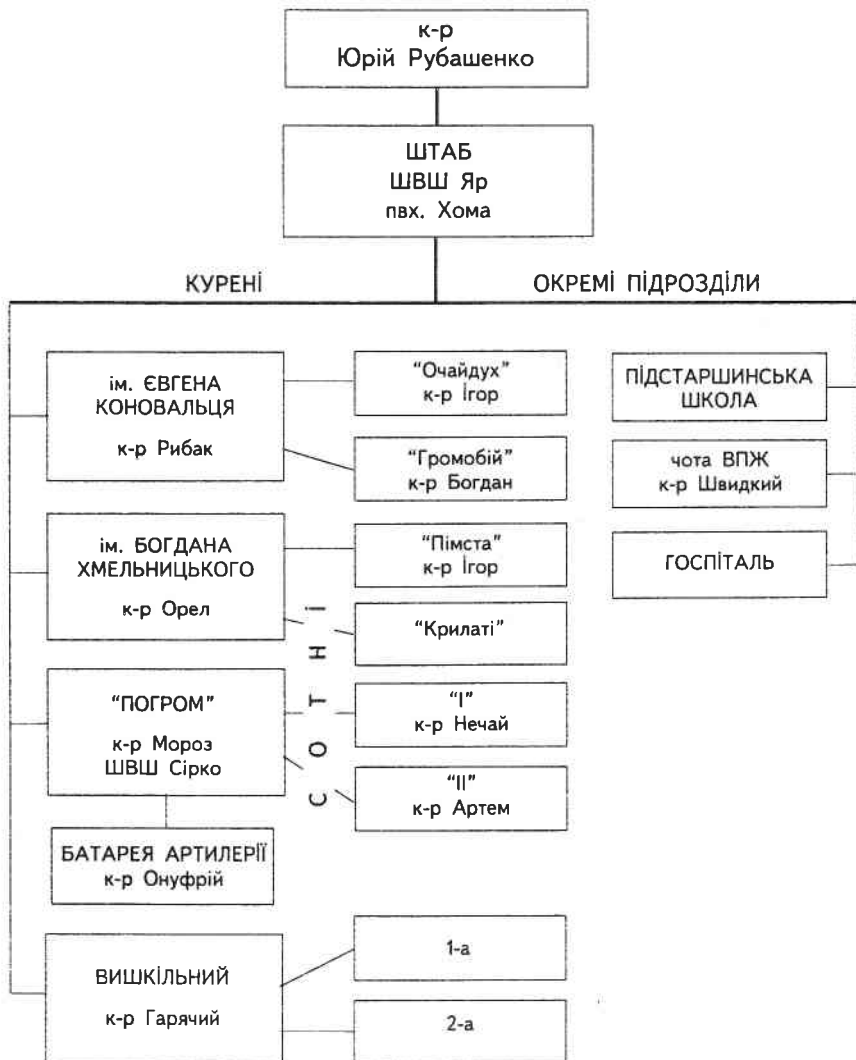 к-р
Юрій Рубашенко
ШТАБ
ШВШ Яр
пвх. Хома
КУРЕНІ
ОКРЕМІ ПІДРОЗДІЛИ
ім. ЄВГЕНА
КОНОВАЛЬЦЯ
к-р Рибак
"Очайдух"
к-р Ігор
"Громобій"
к-р Богдан
ім. БОГДАНА
ХМЕЛЬНИЦЬКОГО
к-р Орел
"Пімста"
к-р Ігор
"Крилаті"
"ПОГРОМ"
к-р Мороз
ШВШ Сірко
"І"
к-р Нечай
"ІІ"
к-р Артем
СОТНІ
БАТАРЕЯ АРТИЛЕРІЇ
к-р Онуфрій
ВИШКІЛЬНИЙ
к-р Гарячий
1-а
2-а
ПІДСТАРШИНСЬКА
ШКОЛА
чота ВПЖ
к-р Швидкий
ГОСПІТАЛЬ